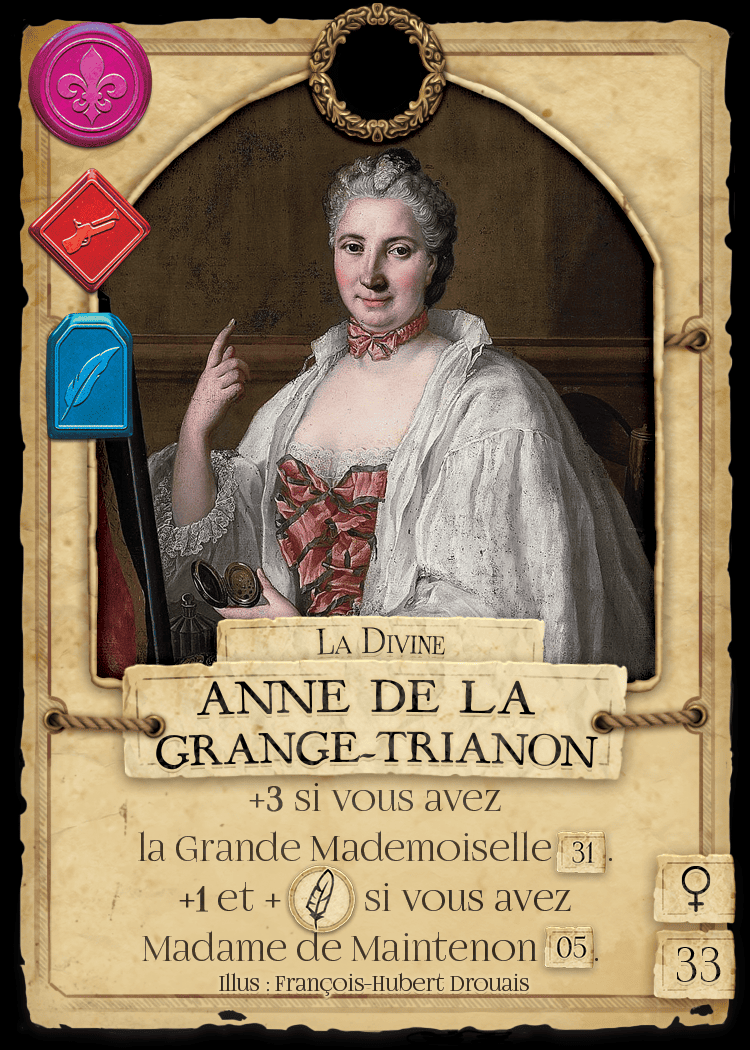 La Divine
ANNE DE LA
GRANGE-TRIANON
+3 si vous avez
la Grande Mademoiselle 31.
+1 et + si vous avez
Madame de Maintenon 05.
Illus : François-Hubert Drouais
♀
33